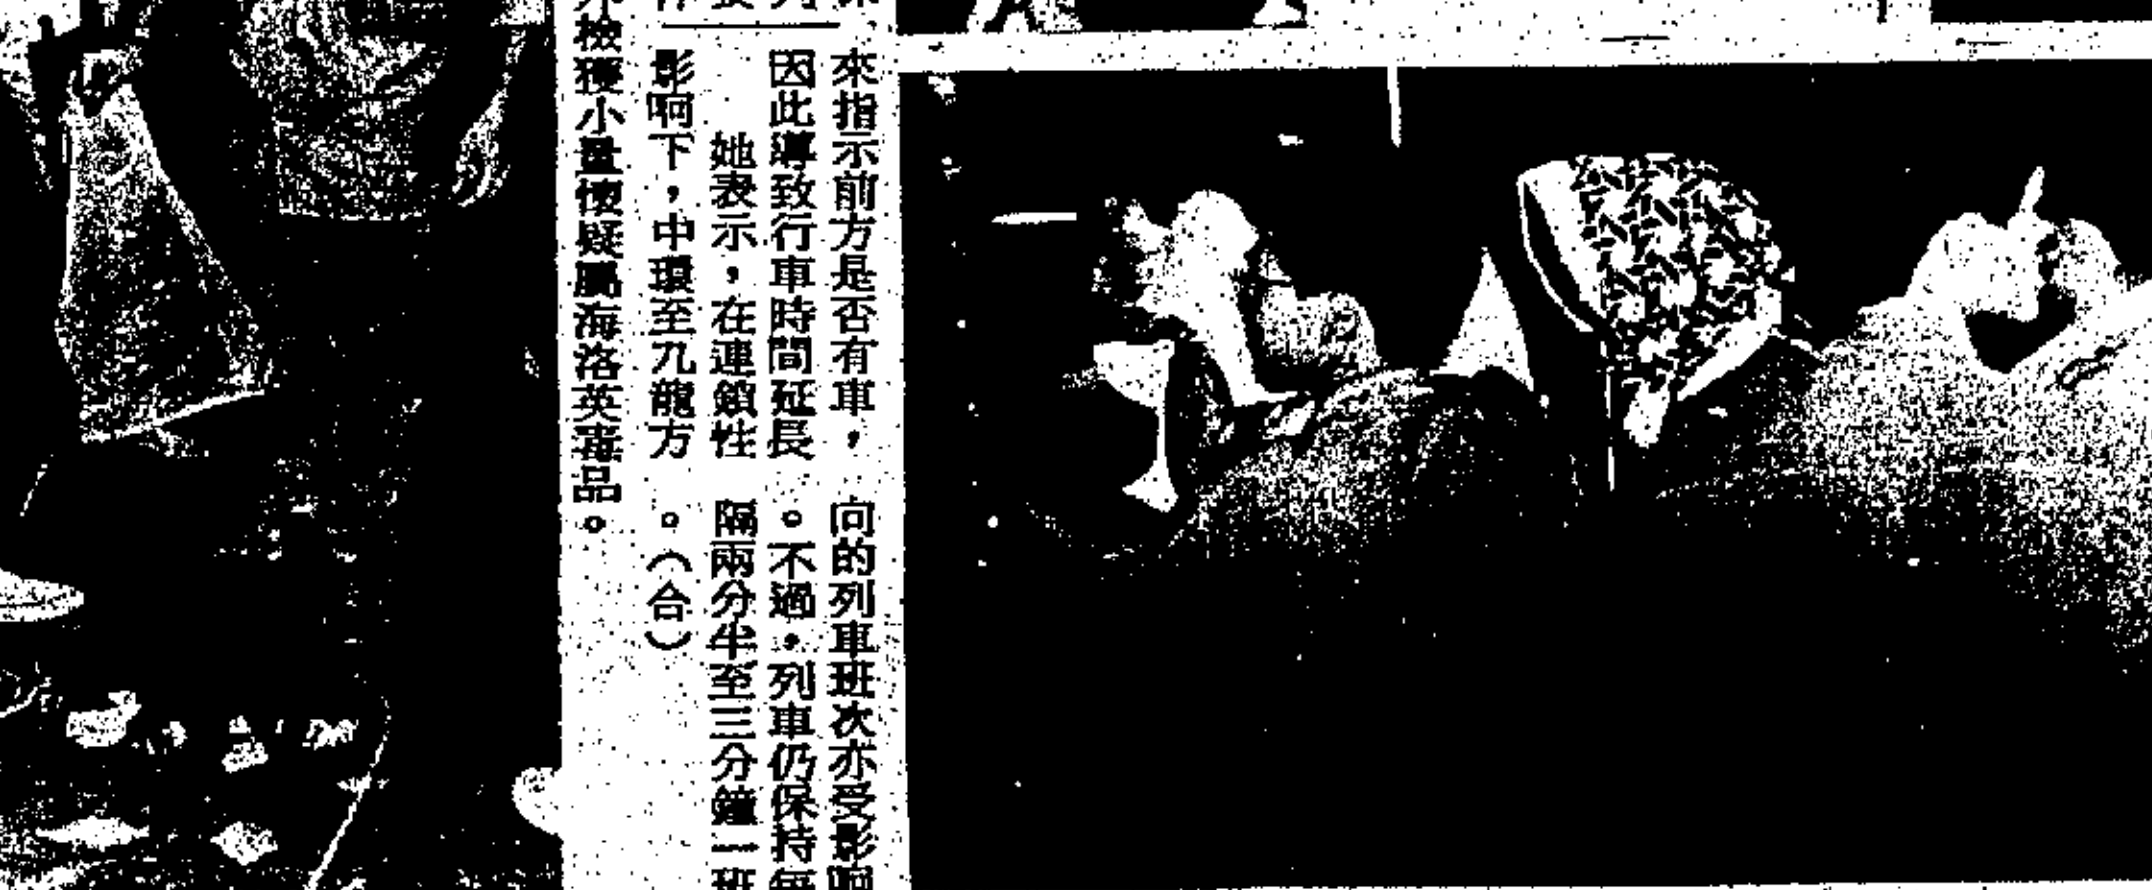 來指示前方是否有車，
因此導致行車時間延長
她表示，在連鎖性
影响下，中環至九龍方
向的列車班次亦受影响
。不過，列車仍保持每
隔兩分半至三分鐘一班
。（合）
檢獲小量懷疑屬海洛英毒品。